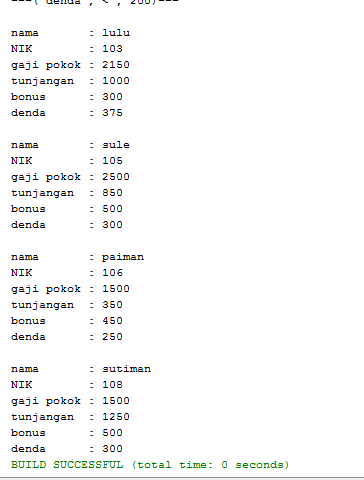 ===( denda , < , 200)===
nama : lulu
NIK : 103
gaji pokok : 2150
tunjangan : 1000
bonus : 300
denda : 375
nama : sule
NIK : 105
gaji pokok : 2500
tunjangan : 850
bonus : 500
denda : 300
nama : paiman
NIK : 106
gaji pokok : 1500
tunjangan : 350
bonus : 450
denda : 250
nama : sutiman
NIK : 108
gaji pokok : 1500
tunjangan : 1250
bonus : 500
denda : 300
BUILD SUCCESSFUL (total time: 0 seconds)